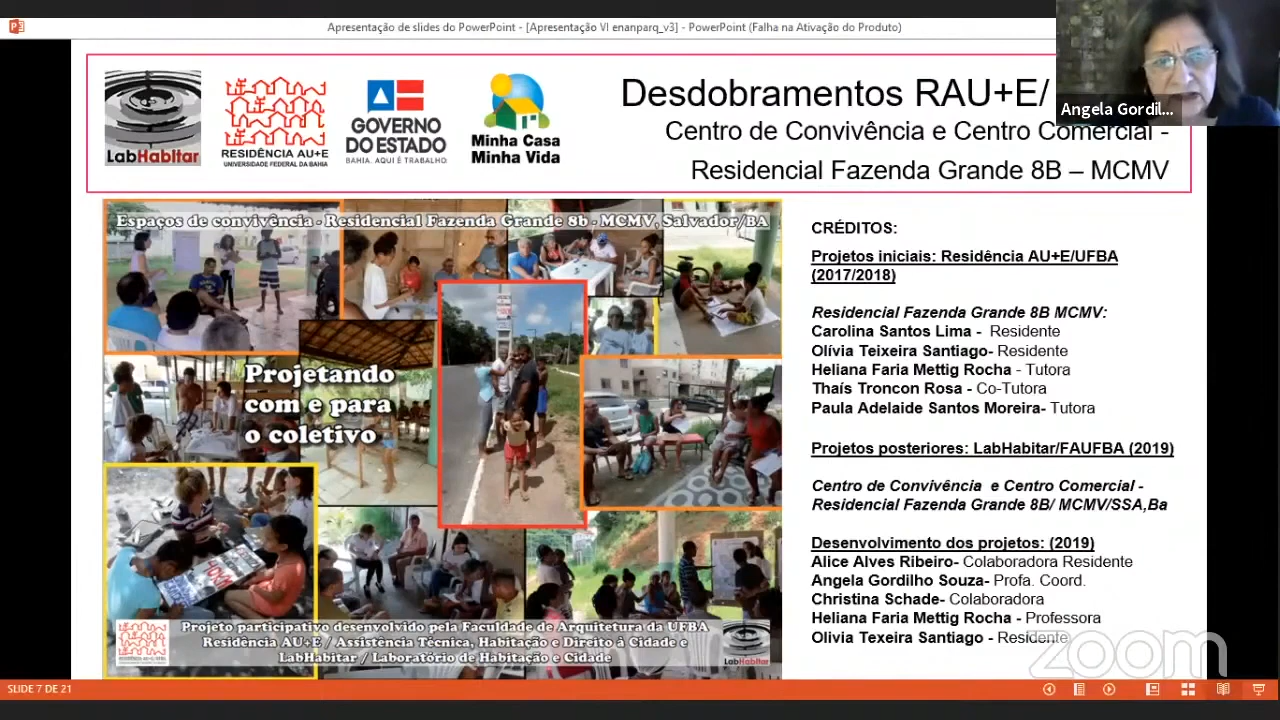 Apresentação de slides do PowerPoint - [Apresentação VI enanparq_v3] - PowerPoint (Falha na Ativação do Produto)
Angela Gordil...
LabHabitar
RESIDÊNCIA AU+E
UNIVERSIDADE FEDERAL DA BAHIA
GOVERNO
DO ESTADO
BAHIA. AQUI É TRABALHO
Minha Casa
Minha Vida
Desdobramentos RAU+E/
Centro de Convivência e Centro Comercial -
Residencial Fazenda Grande 8B – MCMV
Espaços de convivência - Residencial Fazenda Grande 8b - MCMV, Salvador/BA
Projetando
com e para
o coletivo
Projeto participativo desenvolvido pela Faculdade de Arquitetura da UFBA
Residência AU+E / Assistência Técnica, Habitação e Direito à Cidade e
LabHabitar / Laboratório de Habitação e Cidade
RESIDÊNCIA AU+E/UFBA
LabHabitar
CRÉDITOS:
Projetos iniciais: Residência AU+E/UFBA
(2017/2018)
Residencial Fazenda Grande 8B MCMV:
Carolina Santos Lima - Residente
Olívia Teixeira Santiago- Residente
Heliana Faria Mettig Rocha - Tutora
Thaís Troncon Rosa - Co-Tutora
Paula Adelaide Santos Moreira- Tutora
Projetos posteriores: LabHabitar/FAUFBA (2019)
Centro de Convivência e Centro Comercial -
Residencial Fazenda Grande 8B/ MCMV/SSA,Ba
Desenvolvimento dos projetos: (2019)
Alice Alves Ribeiro- Colaboradora Residente
Angela Gordilho Souza- Profa. Coord.
Christina Schade- Colaboradora
Heliana Faria Mettig Rocha - Professora
Olivia Texeira Santiago - Residente
zoom
SLIDE 7 DE 21